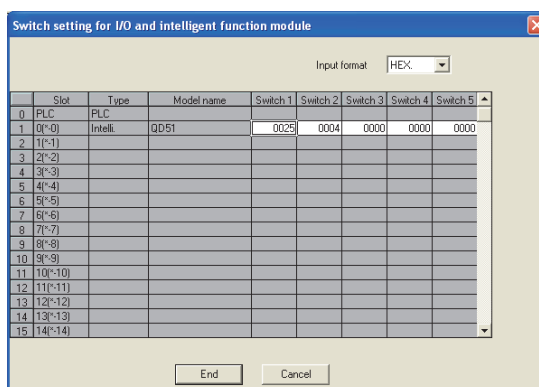 Switch setting for I/O and intelligent function module
Input format HEX.
Slot Type Model name Switch 1 Switch 2 Switch 3 Switch 4 Switch 5
0 PLC PLC
1 0(*-0) Intelli. QD51 0025 0004 0000 0000 0000
2 1(*-1)
3 2(*-2)
4 3(*-3)
5 4(*-4)
6 5(*-5)
7 6(*-6)
8 7(*-7)
9 8(*-8)
10 9(*-9)
11 10(*-10)
12 11(*-11)
13 12(*-12)
14 13(*-13)
15 14(*-14)
End Cancel